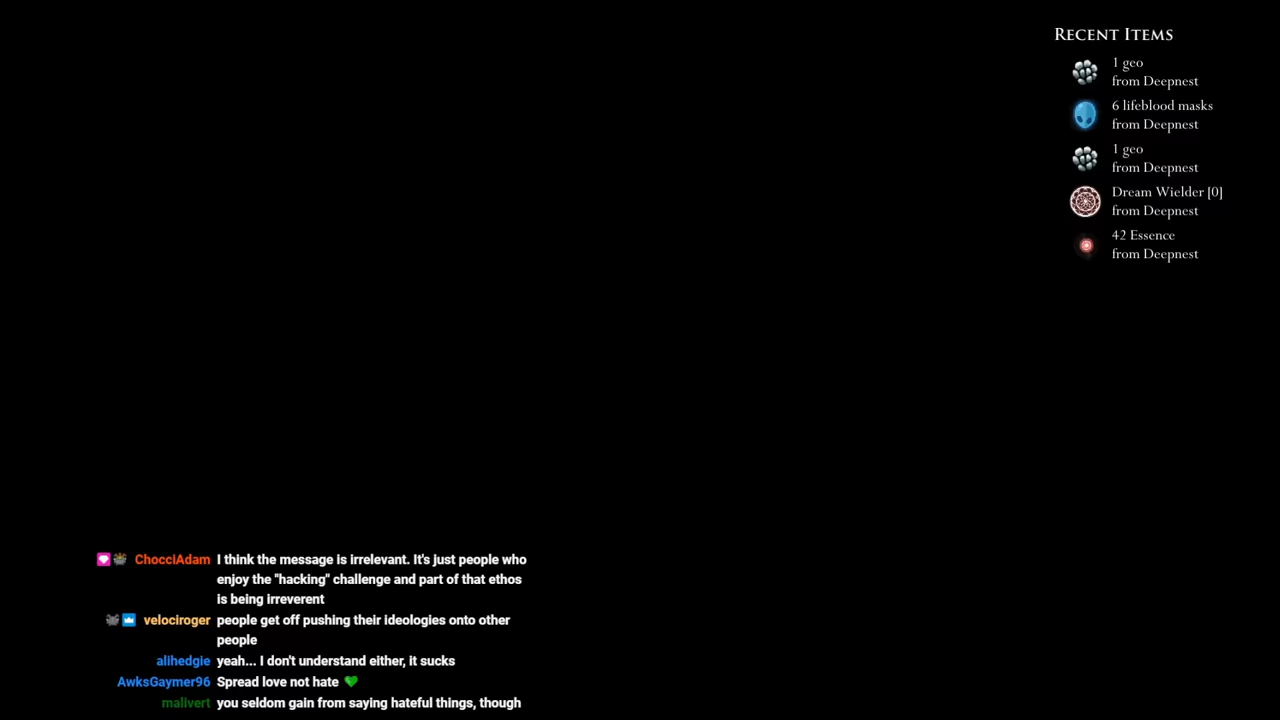 Recent Items
1 geo
from Deepnest
6 lifeblood masks
from Deepnest
1 geo
from Deepnest
Dream Wielder [0]
from Deepnest
42 Essence
from Deepnest
ChocciAdam I think the message is irrelevant. It's just people who
enjoy the "hacking" challenge and part of that ethos
is being irreverent
velociroger people get off pushing their ideologies onto other
people
alihedgie yeah... I don't understand either, it sucks
AwksGaymer96 Spread love not hate 💚
malivert you seldom gain from saying hateful things, though